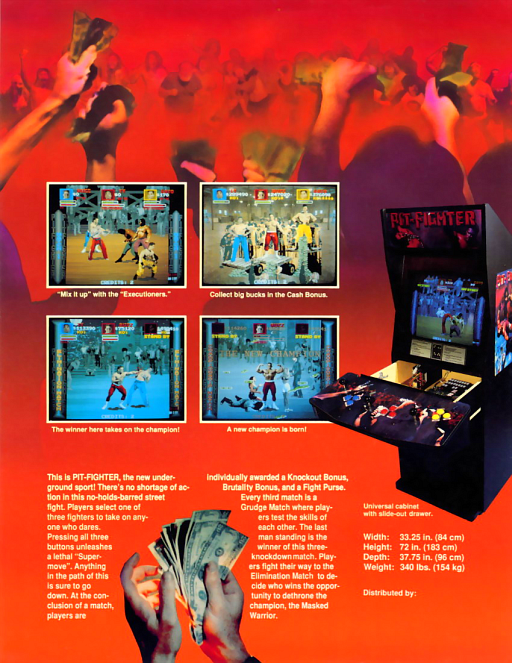 "Mix it up" with the "Executioners."
Collect big bucks in the Cash Bonus.
PIT-FIGHTER
CREDITS: 2
The winner here takes on the champion!
A new champion is born!
This is PIT-FIGHTER, the new under-
ground sport! There's no shortage of ac-
tion in this no-holds-barred street
fight. Players select one of
three fighters to take on any-
one who dares.
Pressing all three
buttons unleashes
a lethal "Super-
move". Anything
in the path of this
is sure to go
down. At the con-
clusion of a match,
players are
individually awarded a Knockout Bonus,
Brutality Bonus, and a Fight Purse.
Every third match is a
Grudge Match where play-
ers test the skills of
each other. The last
man standing is the
winner of this three-
knockdown match. Play-
ers fight their way to the
Elimination Match to de-
cide who wins the oppor-
tunity to dethrone the
champion, the Masked
Warrior.
Universal cabinet
with slide-out drawer.
Width: 33.25 in. (84 cm)
Height: 72 in. (183 cm)
Depth: 37.75 in. (96 cm)
Weight: 340 lbs. (154 kg)
Distributed by: